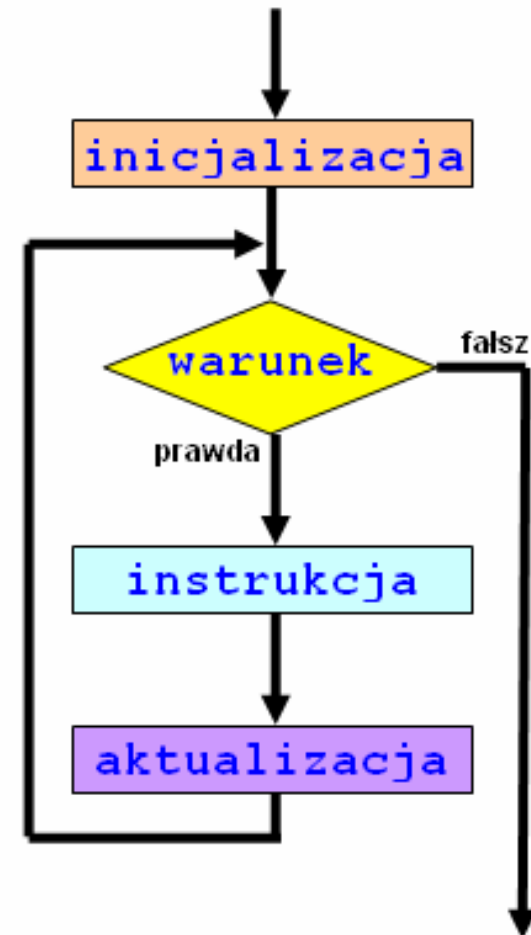 inicjalizacja
warunek
fałsz
prawda
instrukcja
aktualizacja